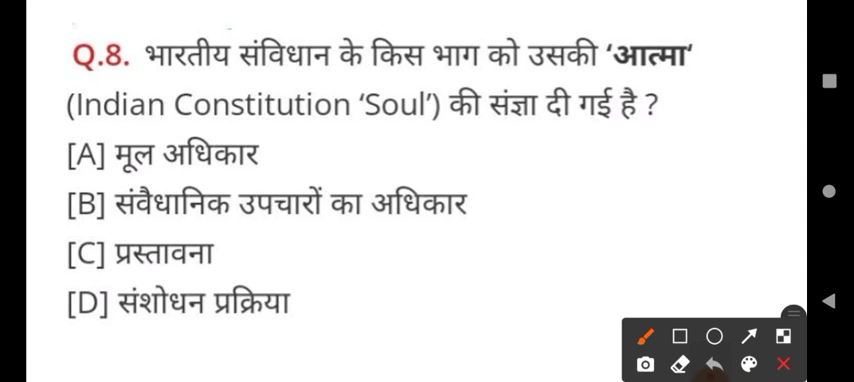 Q.8. भारतीय संविधान के किस भाग को उसकी ‘आत्मा‘
(Indian Constitution ‘Soul’) की संज्ञा दी गई है ?
[A] मूल अधिकार
[B] संवैधानिक उपचारों का अधिकार
[C] प्रस्तावना
[D] संशोधन प्रक्रिया